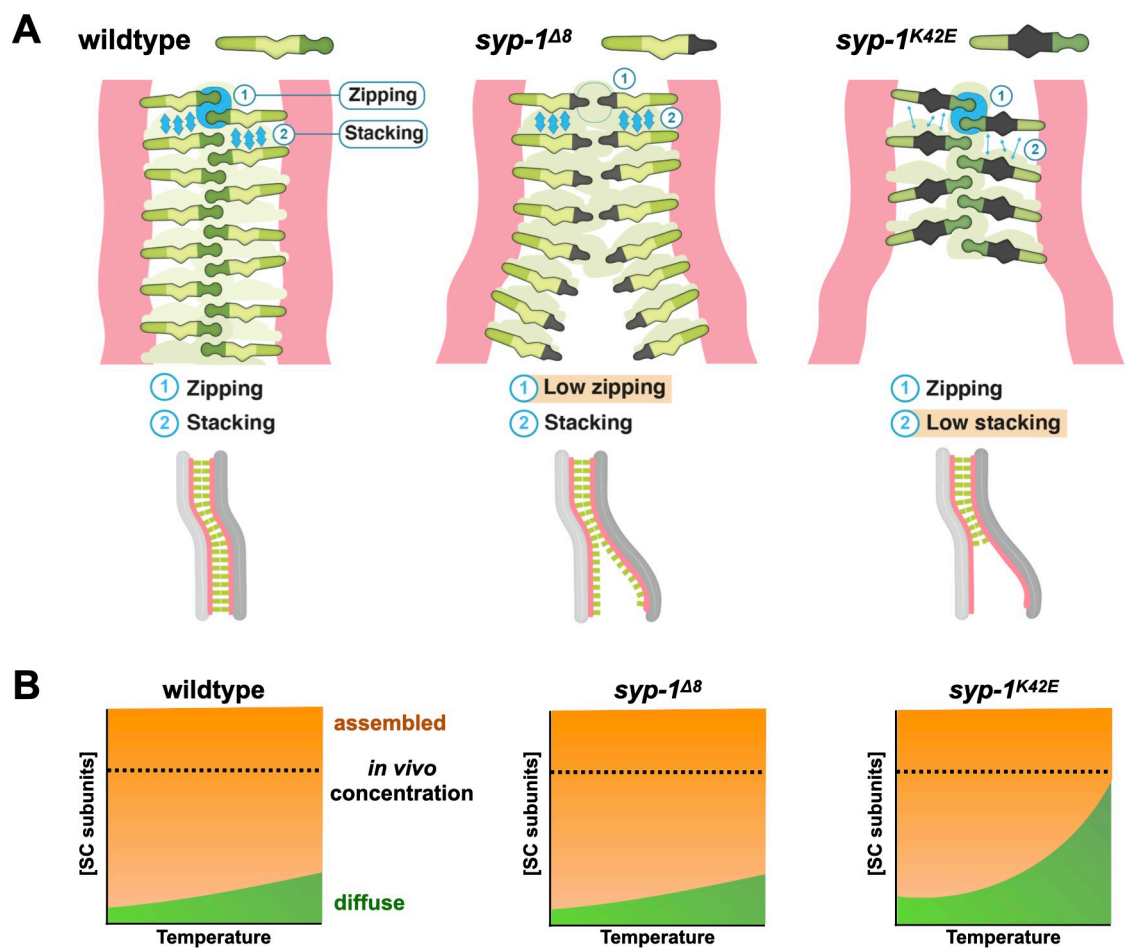 A
wildtype
syp-1Δ8
syp-1K42E
1
Zipping
2
Stacking
1
2
1
2
1 Zipping
2 Stacking
1 Low zipping
2 Stacking
1 Zipping
2 Low stacking
B
wildtype
syp-1Δ8
syp-1K42E
[SC subunits]
assembled
in vivo
concentration
diffuse
Temperature
[SC subunits]
Temperature
[SC subunits]
Temperature